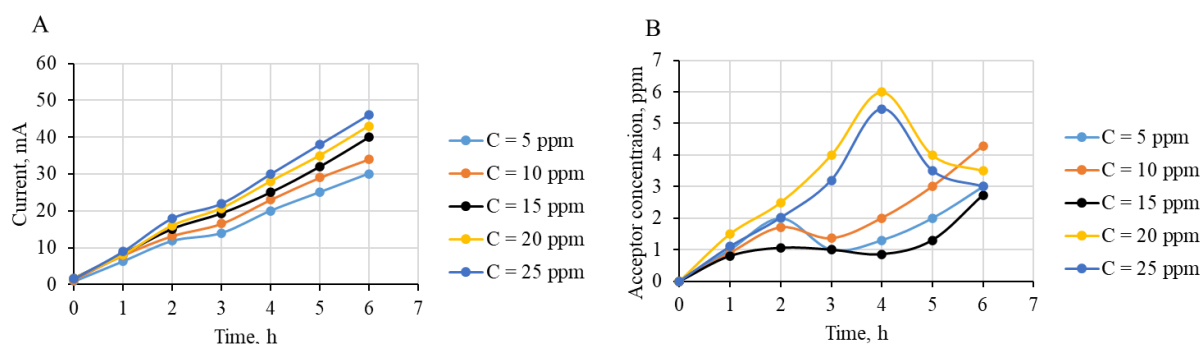 A
Current, mA
60
50
40
30
20
10
0
0 1 2 3 4 5 6 7
Time, h
C = 5 ppm
C = 10 ppm
C = 15 ppm
C = 20 ppm
C = 25 ppm
B
Acceptor concentraion, ppm
7
6
5
4
3
2
1
0
0 1 2 3 4 5 6 7
Time, h
C = 5 ppm
C = 10 ppm
C = 15 ppm
C = 20 ppm
C = 25 ppm